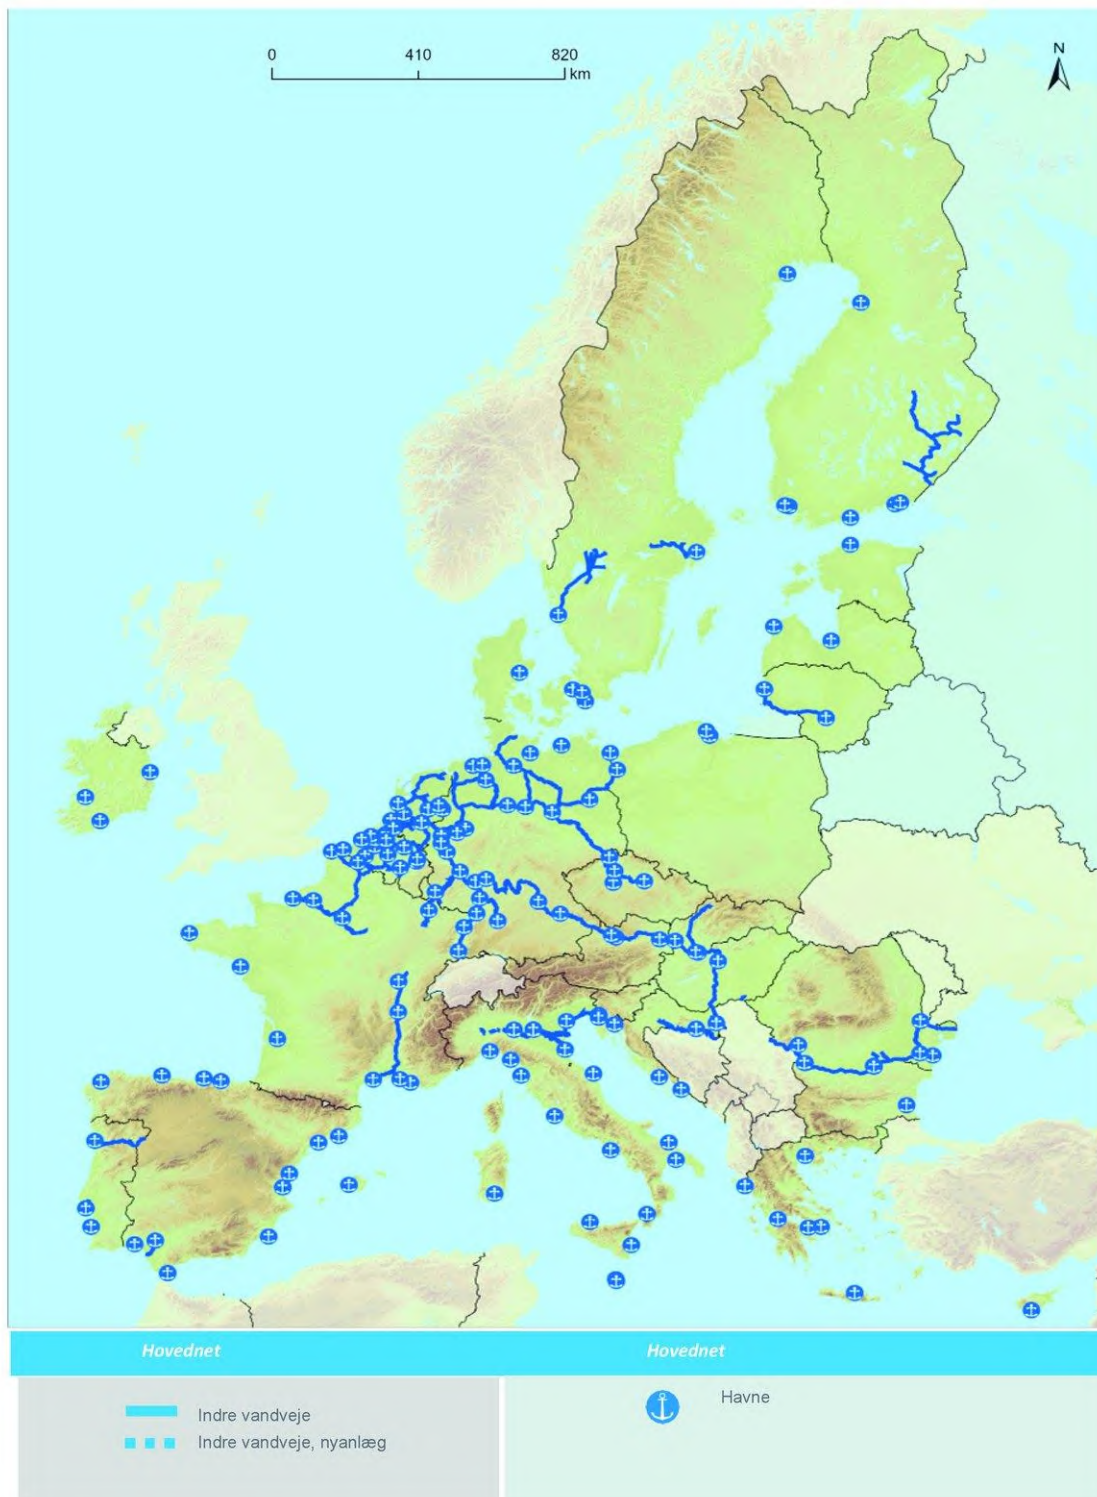 0 410 820
km
N
Hovednet
Hovednet
Indre vandveje
Indre vandveje, nyanlæg
Havne